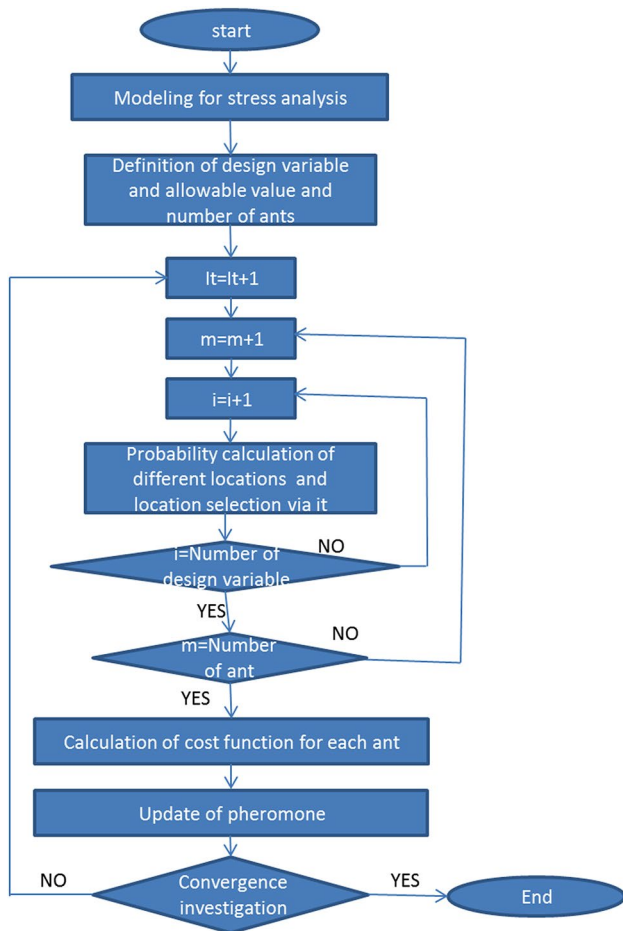 start
Modeling for stress analysis
Definition of design variable
and allowable value and
number of ants
It=It+1
m=m+1
i=i+1
Probability calculation of
different locations and
location selection via it
NO
i=Number of
design variable
YES
NO
m=Number
of ant
YES
Calculation of cost function for each ant
Update of pheromone
NO
Convergence
investigation
YES
End